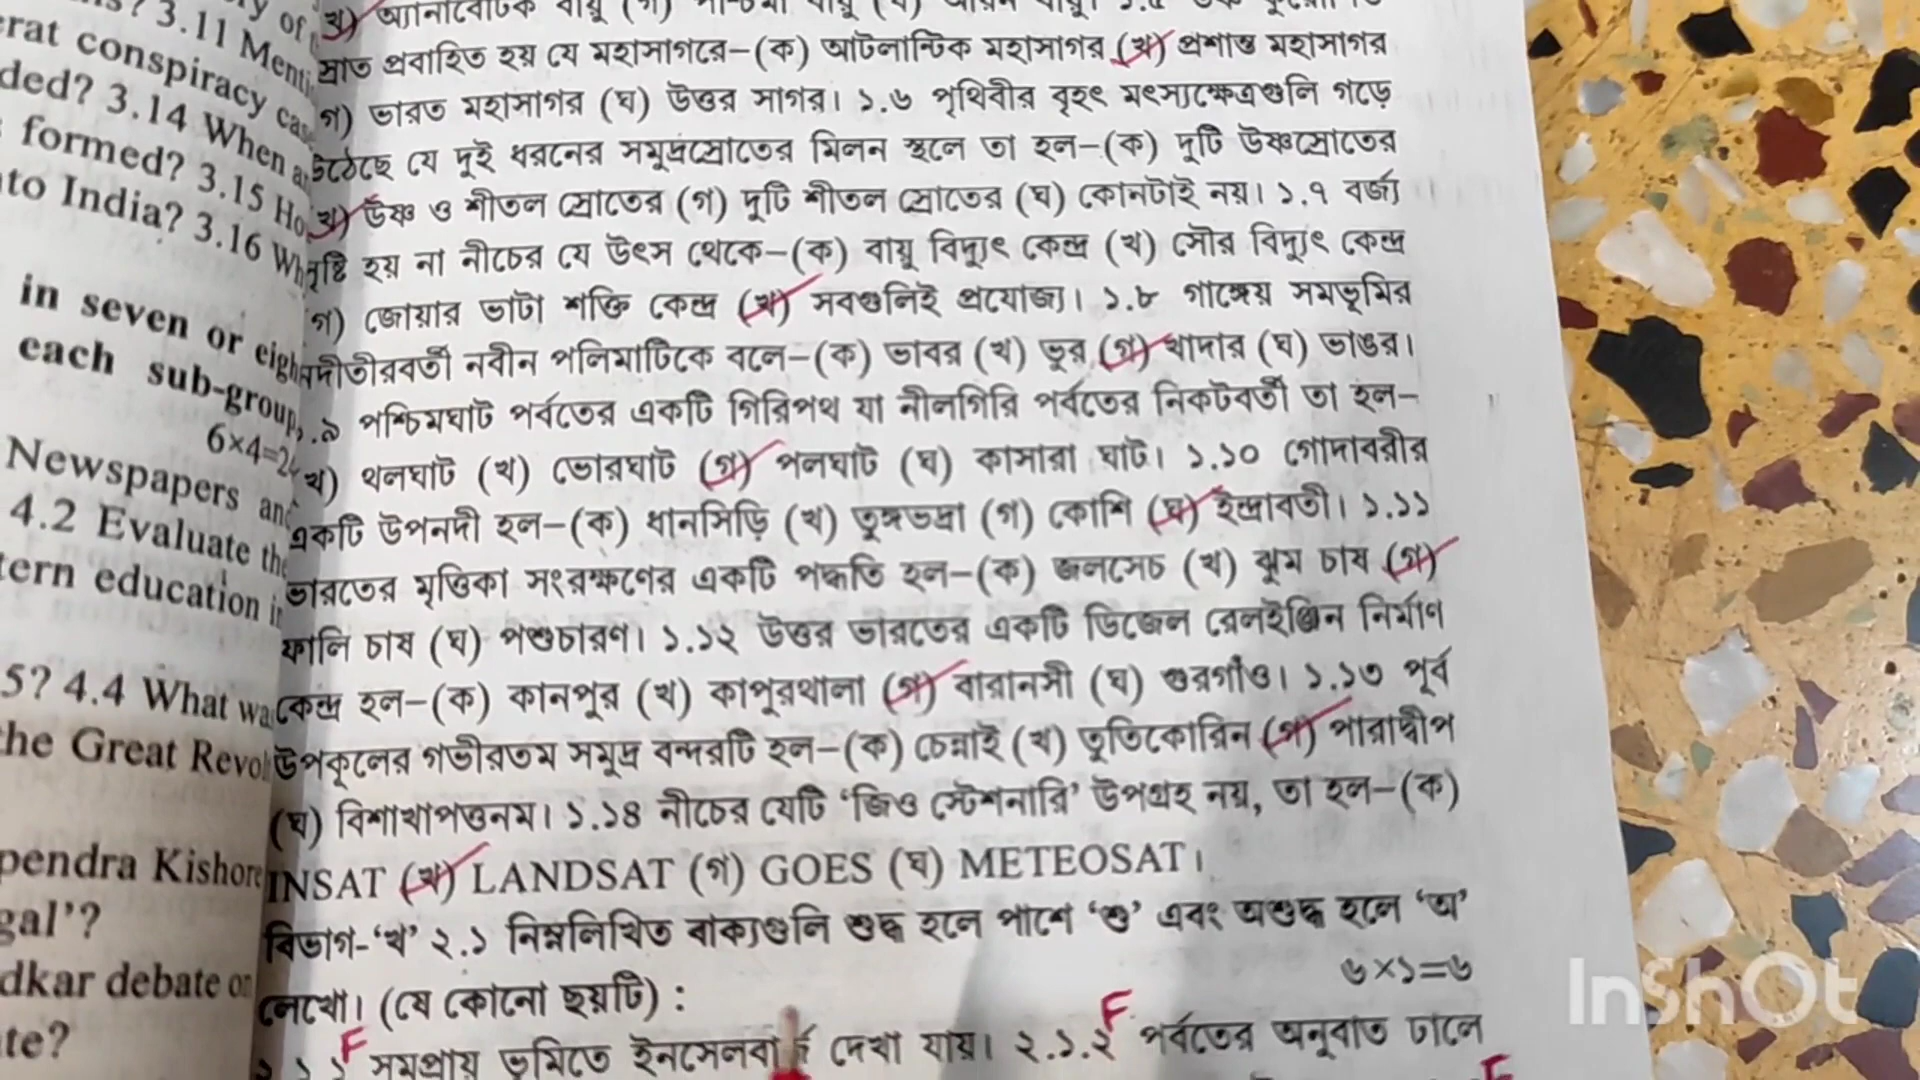 3.11 Menti
erat conspiracy cas
ded? 3.14 When a
formed? 3.15 Ho
to India? 3.16 Wh
in seven or eigh
each sub-group,
6×4=24
Newspapers and
4.2 Evaluate the
tern education in
5? 4.4 What wa
the Great Revol
pendra Kishore
gal’?
dkar debate on
te?
স্রোত প্রবাহিত হয় যে মহাসাগরে–(ক) আটলান্টিক মহাসাগর (খ) প্রশান্ত মহাসাগর
গ) ভারত মহাসাগর (ঘ) উত্তর সাগর। ১.৬ পৃথিবীর বৃহৎ মৎস্যক্ষেত্রগুলি গড়ে
উঠেছে যে দুই ধরনের সমুদ্রস্রোতের মিলন স্থলে তা হল–(ক) দুটি উষ্ণস্রোতের
খ) উষ্ণ ও শীতল স্রোতের (গ) দুটি শীতল স্রোতের (ঘ) কোনটাই নয়। ১.৭ বর্জ্য
সৃষ্টি হয় না নীচের যে উৎস থেকে–(ক) বায়ু বিদ্যুৎ কেন্দ্র (খ) সৌর বিদ্যুৎ কেন্দ্র
গ) জোয়ার ভাটা শক্তি কেন্দ্র (ঘ) সবগুলিই প্রযোজ্য। ১.৮ গাঙ্গেয় সমভূমির
নদীতীরবর্তী নবীন পলিমাটিকে বলে–(ক) ভাবর (খ) ভুর (গ) খাদার (ঘ) ভাঙর।
.৯ পশ্চিমঘাট পর্বতের একটি গিরিপথ যা নীলগিরি পর্বতের নিকটবর্তী তা হল–
থলঘাট (খ) ভোরঘাট (গ) পলঘাট (ঘ) কাসারা ঘাট। ১.১০ গোদাবরীর
একটি উপনদী হল–(ক) ধানসিড়ি (খ) তুঙ্গভদ্রা (গ) কোশি (ঘ) ইন্দ্রাবতী। ১.১১
ভারতের মৃত্তিকা সংরক্ষণের একটি পদ্ধতি হল–(ক) জলসেচ (খ) ঝুম চাষ (গ)
ফালি চাষ (ঘ) পশুচারণ। ১.১২ উত্তর ভারতের একটি ডিজেল রেলইঞ্জিন নির্মাণ
কেন্দ্র হল–(ক) কানপুর (খ) কাপুরথালা (গ) বারানসী (ঘ) গুরগাঁও। ১.১৩ পূর্ব
উপকূলের গভীরতম সমুদ্র বন্দরটি হল–(ক) চেন্নাই (খ) তুতিকোরিন (গ) পারাদ্বীপ
(ঘ) বিশাখাপত্তনম। ১.১৪ নীচের যেটি ‘জিও স্টেশনারি’ উপগ্রহ নয়, তা হল–(ক)
INSAT (খ) LANDSAT (গ) GOES (ঘ) METEOSAT।
বিভাগ-‘খ’ ২.১ নিম্নলিখিত বাক্যগুলি শুদ্ধ হলে পাশে ‘শু’ এবং অশুদ্ধ হলে ‘অ’
লেখো। (যে কোনো ছয়টি) : ৬×১=৬
F সমপ্রায় ভূমিতে ইনসেলবার্জ দেখা যায়। ২.১.২ F পর্বতের অনুবাত ঢালে
F
InShOt